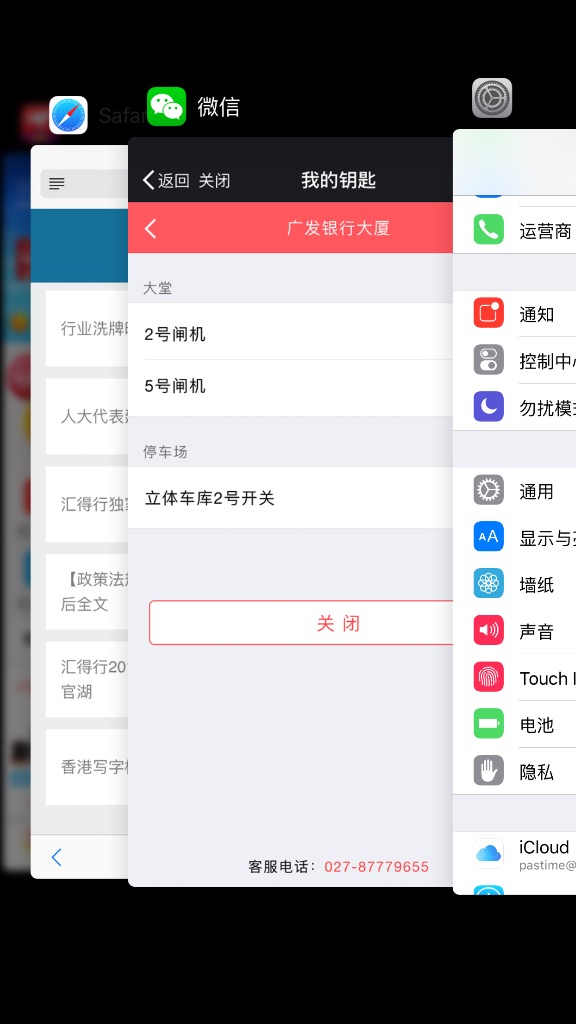 Safa
微信
行业洗牌
人大代表
汇得行独
【政策法
后全文
汇得行20
官湖
香港写字
返回 关闭
我的钥匙
广发银行大厦
大堂
2号闸机
5号闸机
停车场
立体车库2号开关
关 闭
客服电话：027-87779655
运营商
通知
控制中
勿扰模
通用
显示与
墙纸
声音
Touch I
电池
隐私
iCloud
pastime@